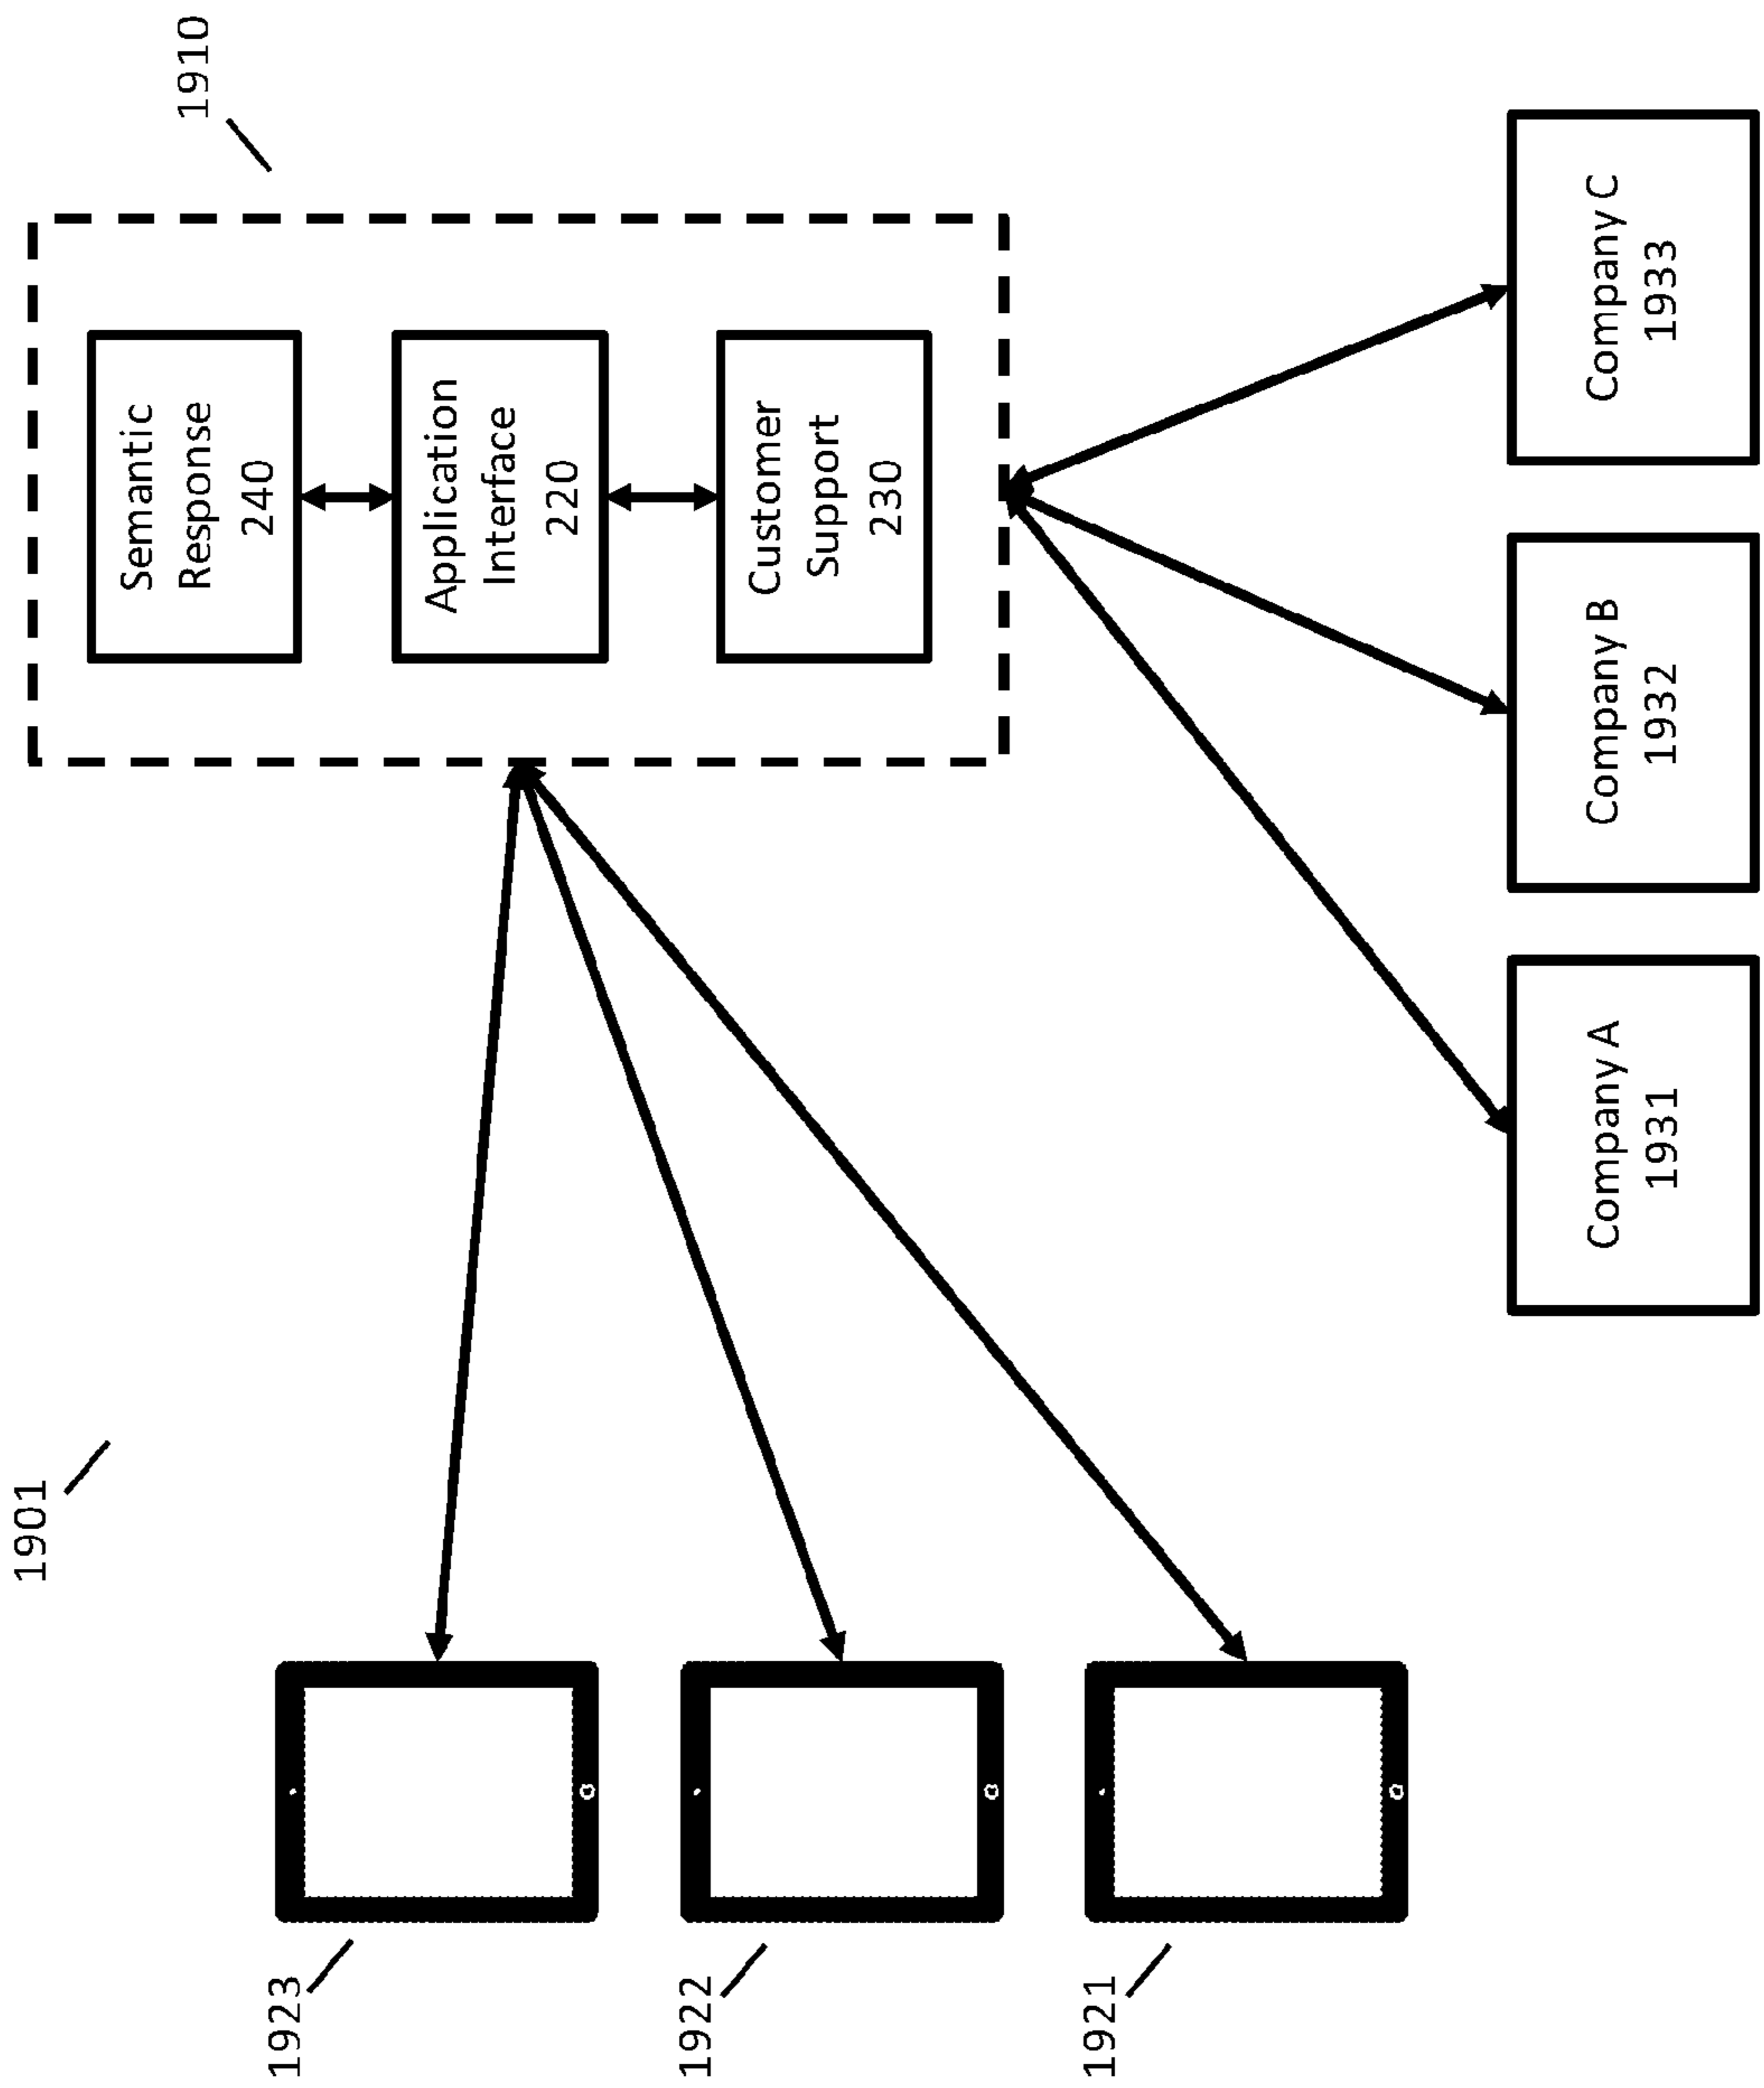 1901
1910
Semantic
Response
240
Application
Interface
220
Customer
Support
230
1923
1922
1921
Company A
1931
Company B
1932
Company C
1933